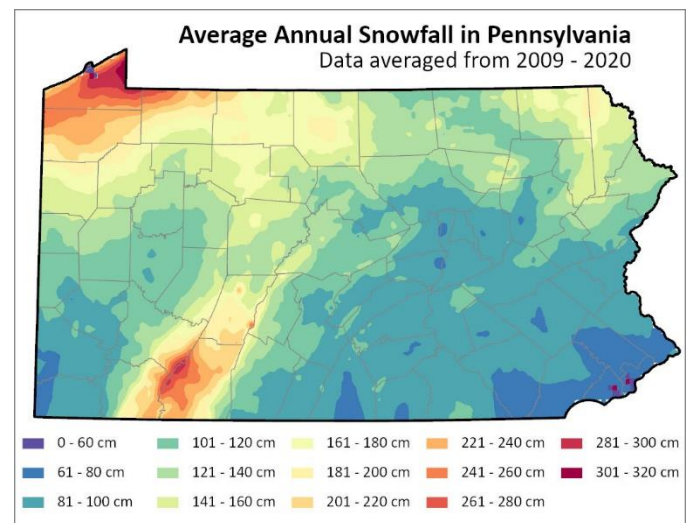 Average Annual Snowfall in Pennsylvania
Data averaged from 2009 - 2020
0 - 60 cm
101 - 120 cm
161 - 180 cm
221 - 240 cm
281 - 300 cm
61 - 80 cm
121 - 140 cm
181 - 200 cm
241 - 260 cm
301 - 320 cm
81 - 100 cm
141 - 160 cm
201 - 220 cm
261 - 280 cm